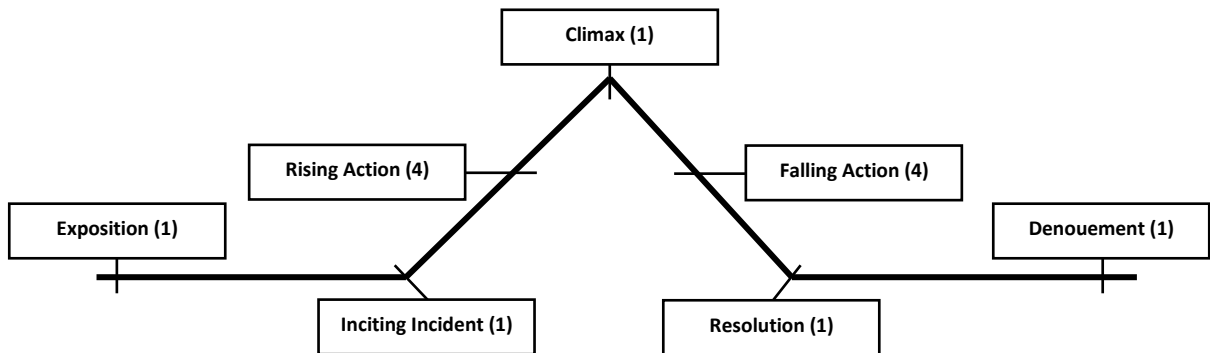 Climax (1)
Rising Action (4)
Falling Action (4)
Exposition (1)
Denouement (1)
Inciting Incident (1)
Resolution (1)